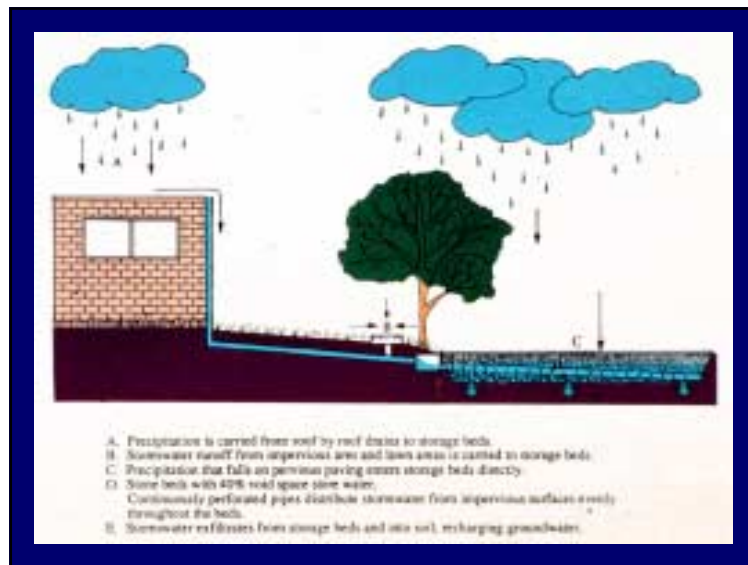 A
C
A. Precipitation is carried from roof by roof drains to storage beds.
B. Stormwater runoff from impervious area and lawn areas is carried to storage beds.
C. Precipitation that falls on pervious paving enters storage beds directly.
D. Stone beds with 40% void space store water.
Continuously perforated pipes distribute stormwater from impervious surfaces evenly
throughout the beds.
E. Stormwater exfiltrates from storage beds and into soil, recharging groundwater.